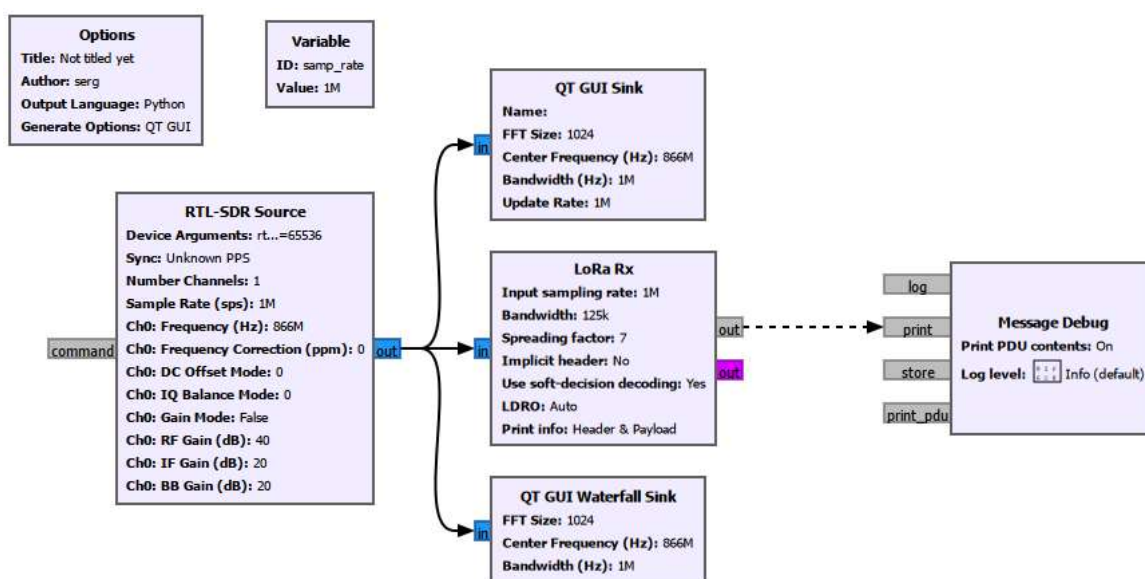 Options
Title: Not titled yet
Author: serg
Output Language: Python
Generate Options: QT GUI
Variable
ID: samp_rate
Value: 1M
command
RTL-SDR Source
Device Arguments: rt...=65536
Sync: Unknown PPS
Number Channels: 1
Sample Rate (sps): 1M
Ch0: Frequency (Hz): 866M
Ch0: Frequency Correction (ppm): 0
Ch0: DC Offset Mode: 0
Ch0: IQ Balance Mode: 0
Ch0: Gain Mode: False
Ch0: RF Gain (dB): 40
Ch0: IF Gain (dB): 20
Ch0: BB Gain (dB): 20
out
in
QT GUI Sink
Name:
FFT Size: 1024
Center Frequency (Hz): 866M
Bandwidth (Hz): 1M
Update Rate: 1M
in
LoRa Rx
Input sampling rate: 1M
Bandwidth: 125k
Spreading factor: 7
Implicit header: No
Use soft-decision decoding: Yes
LDRO: Auto
Print info: Header & Payload
out
out
in
QT GUI Waterfall Sink
FFT Size: 1024
Center Frequency (Hz): 866M
Bandwidth (Hz): 1M
log
print
store
print_pdu
Message Debug
Print PDU contents: On
Log level: Info (default)